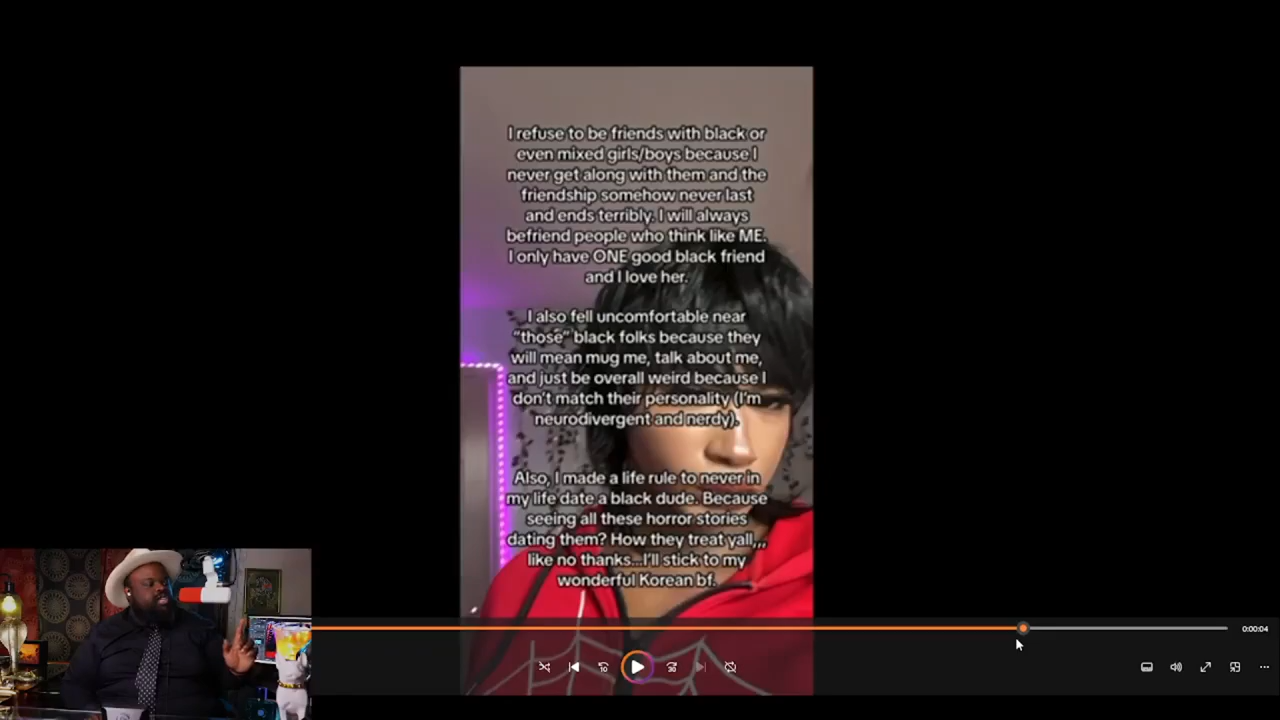 I refuse to be friends with black or
even mixed girls/boys because I
never get along with them and the
friendship somehow never last
and ends terribly. I will always
befriend people who think like ME.
I only have ONE good black friend
and I love her.
I also fell uncomfortable near
“those” black folks because they
will mean mug me, talk about me,
and just be overall weird because I
don't match their personality (I'm
neurodivergent and nerdy).
Also, I made a life rule to never in
my life date a black dude. Because
seeing all these horror stories
dating them? How they treat yall,,,
like no thanks...I'll stick to my
wonderful Korean bf.
0:00:04
10
30